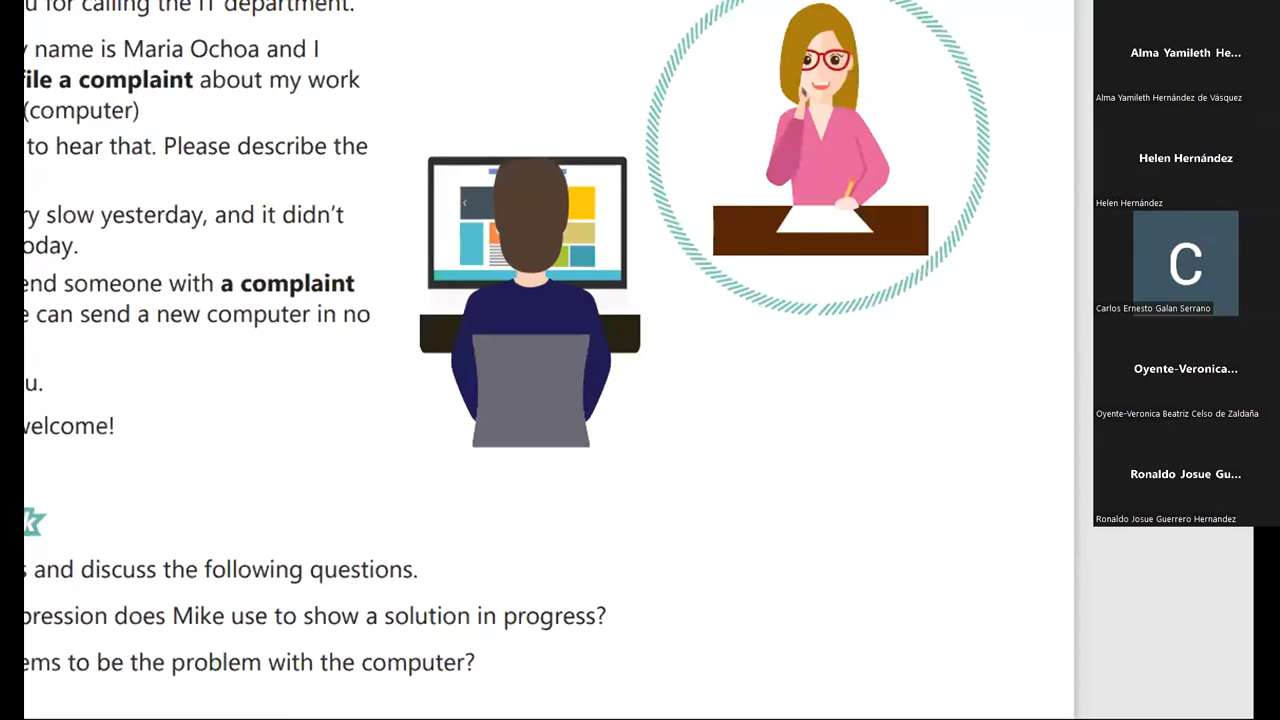 u for calling the IT department.
y name is Maria Ochoa and I
file a complaint about my work
(computer)
to hear that. Please describe the
ry slow yesterday, and it didn't
oday.
end someone with a complaint
e can send a new computer in no
u.
welcome!
k
s and discuss the following questions.
pression does Mike use to show a solution in progress?
ems to be the problem with the computer?
Alma Yamileth He...
Alma Yamileth Hernández de Vásquez
Helen Hernández
Helen Hernández
C
Carlos Ernesto Galan Serrano
Oyente-Veronica...
Oyente-Veronica Beatriz Celso de Zaldaña
Ronaldo Josue Gu...
Ronaldo Josue Guerrero Hernandez